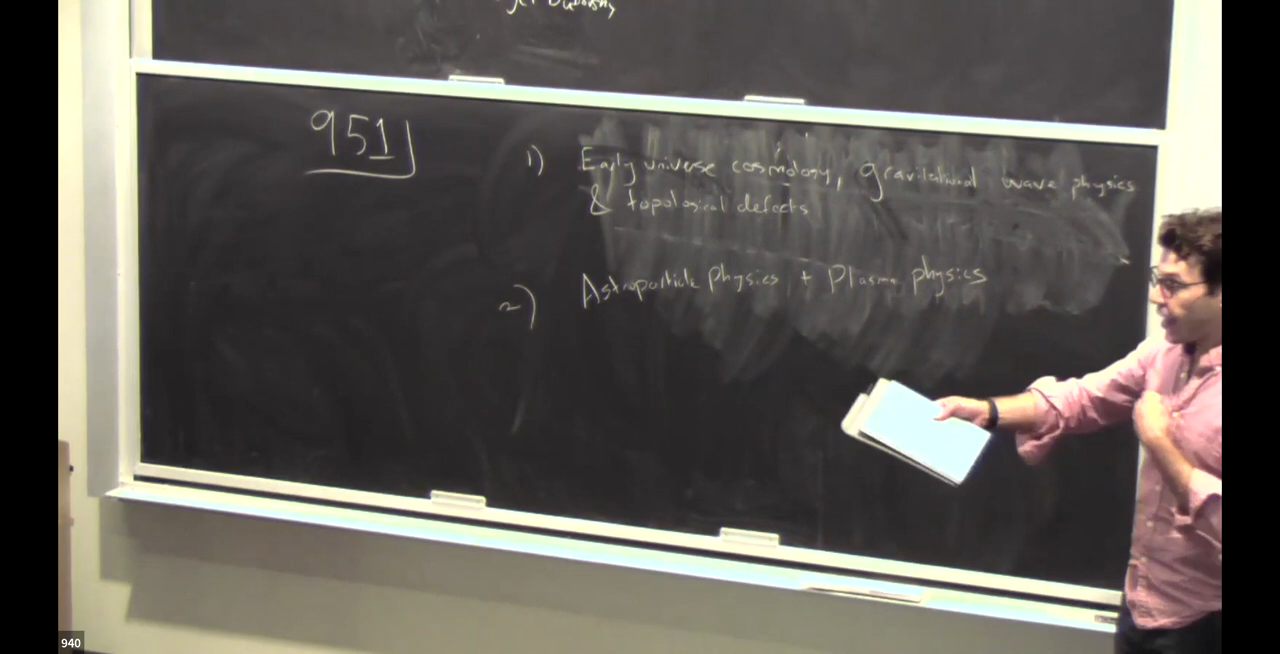 951
1) Early universe cosmology, gravitational wave physics
& topological defects
2) Astroparticle physics + Plasma physics
940